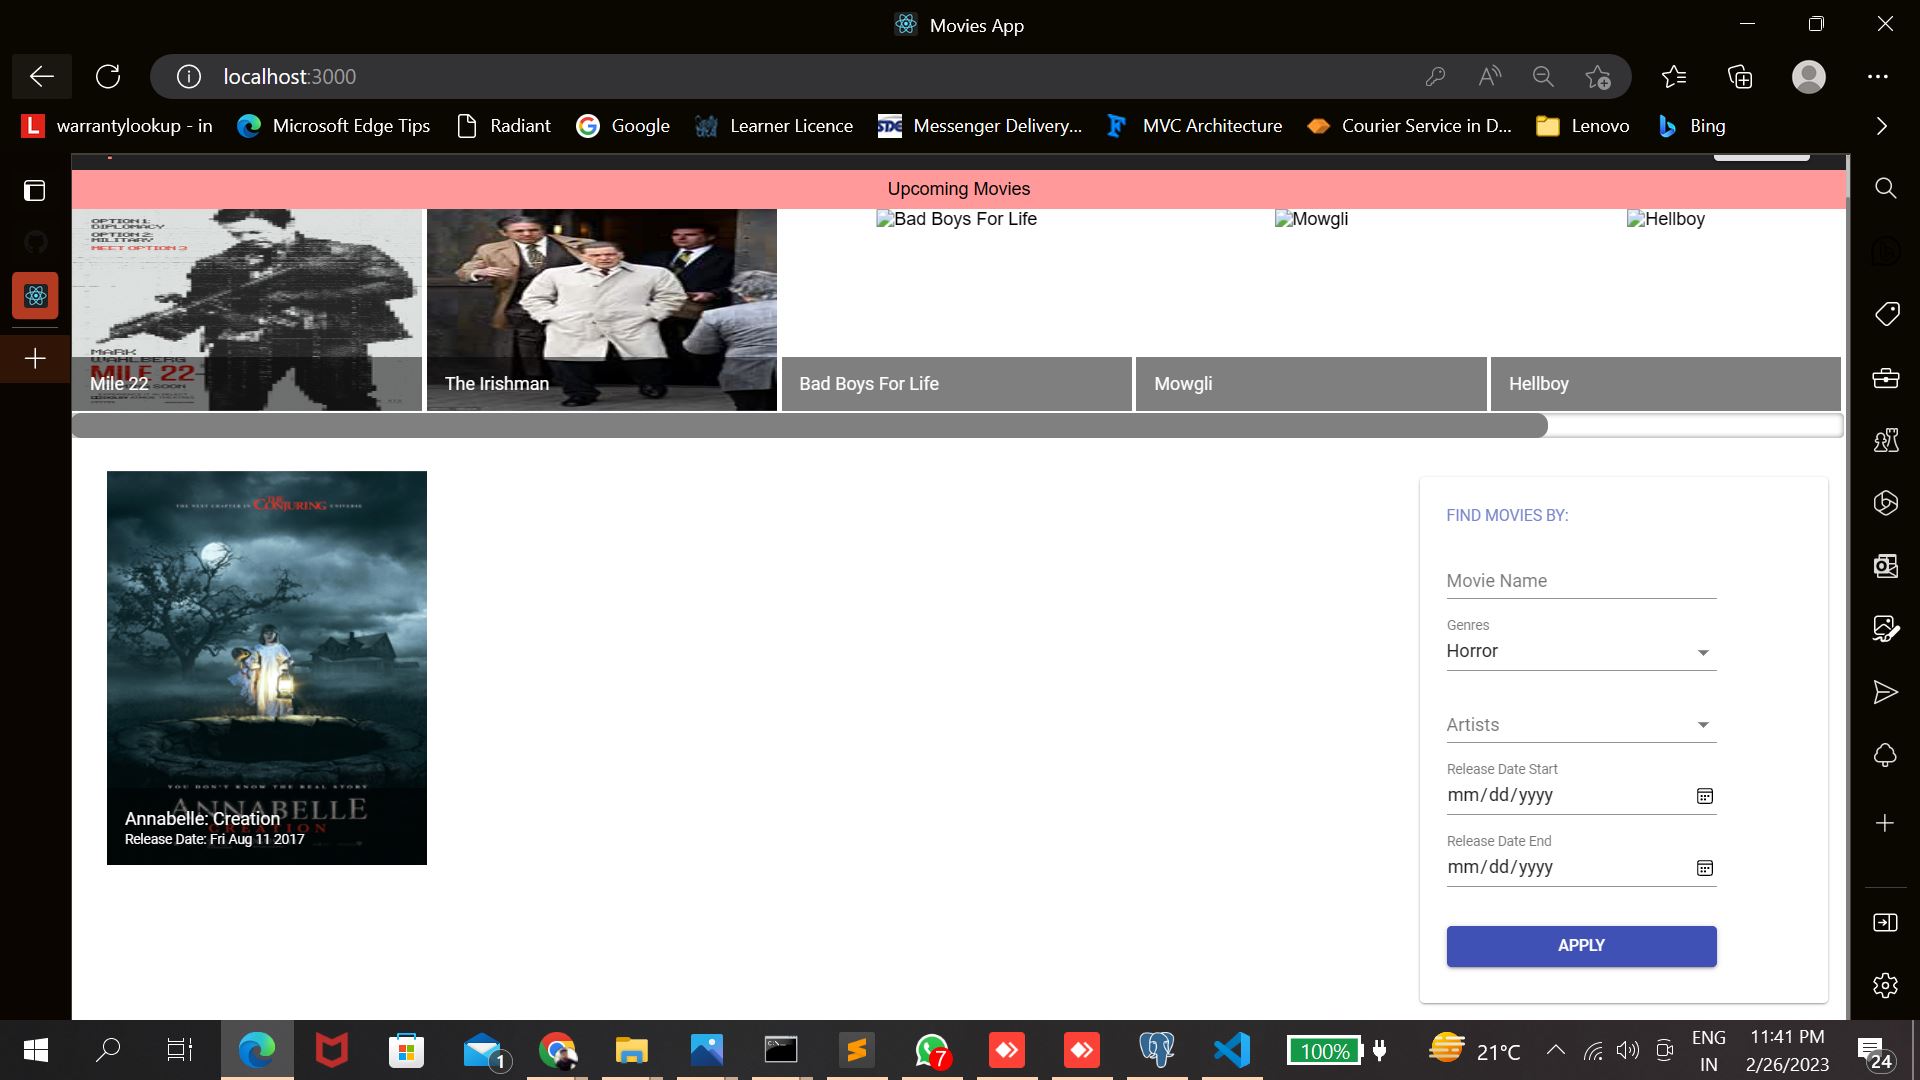 Movies App
localhost:3000
warrantylookup - in
Microsoft Edge Tips
Radiant
Google
Learner Licence
Messenger Delivery...
MVC Architecture
Courier Service in D...
Lenovo
Bing
Upcoming Movies
OPTION 1:
DIPLOMACY
OPTION 2:
MILITARY
MEET OPTION 3
MARK
WAHLBERG
MILE 22
Mile 22
The Irishman
Bad Boys For Life
Bad Boys For Life
Mowgli
Mowgli
Hellboy
Hellboy
THE NEXT CHAPTER IN THE CONJURING UNIVERSE
YOU DON'T KNOW THE REAL STORY
ANNABELLE
CREATION
Annabelle: Creation
Release Date: Fri Aug 11 2017
FIND MOVIES BY:
Movie Name
Genres
Horror
Artists
Release Date Start
mm/dd/yyyy
Release Date End
mm/dd/yyyy
APPLY
1
7
100%
21°C
ENG
IN
11:41 PM
2/26/2023
24